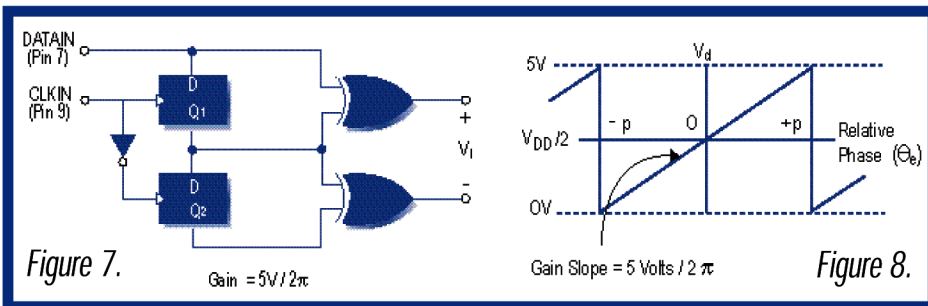 DATAIN
(Pin 7)
CLKIN
(Pin 9)
D
Q1
D
Q2
+
VI
-
Gain = 5V / 2π
Figure 7.
5V
Vd
- p
O
+p
VDD/2
Relative
Phase (Θe)
0V
Gain Slope = 5 Volts / 2 π
Figure 8.